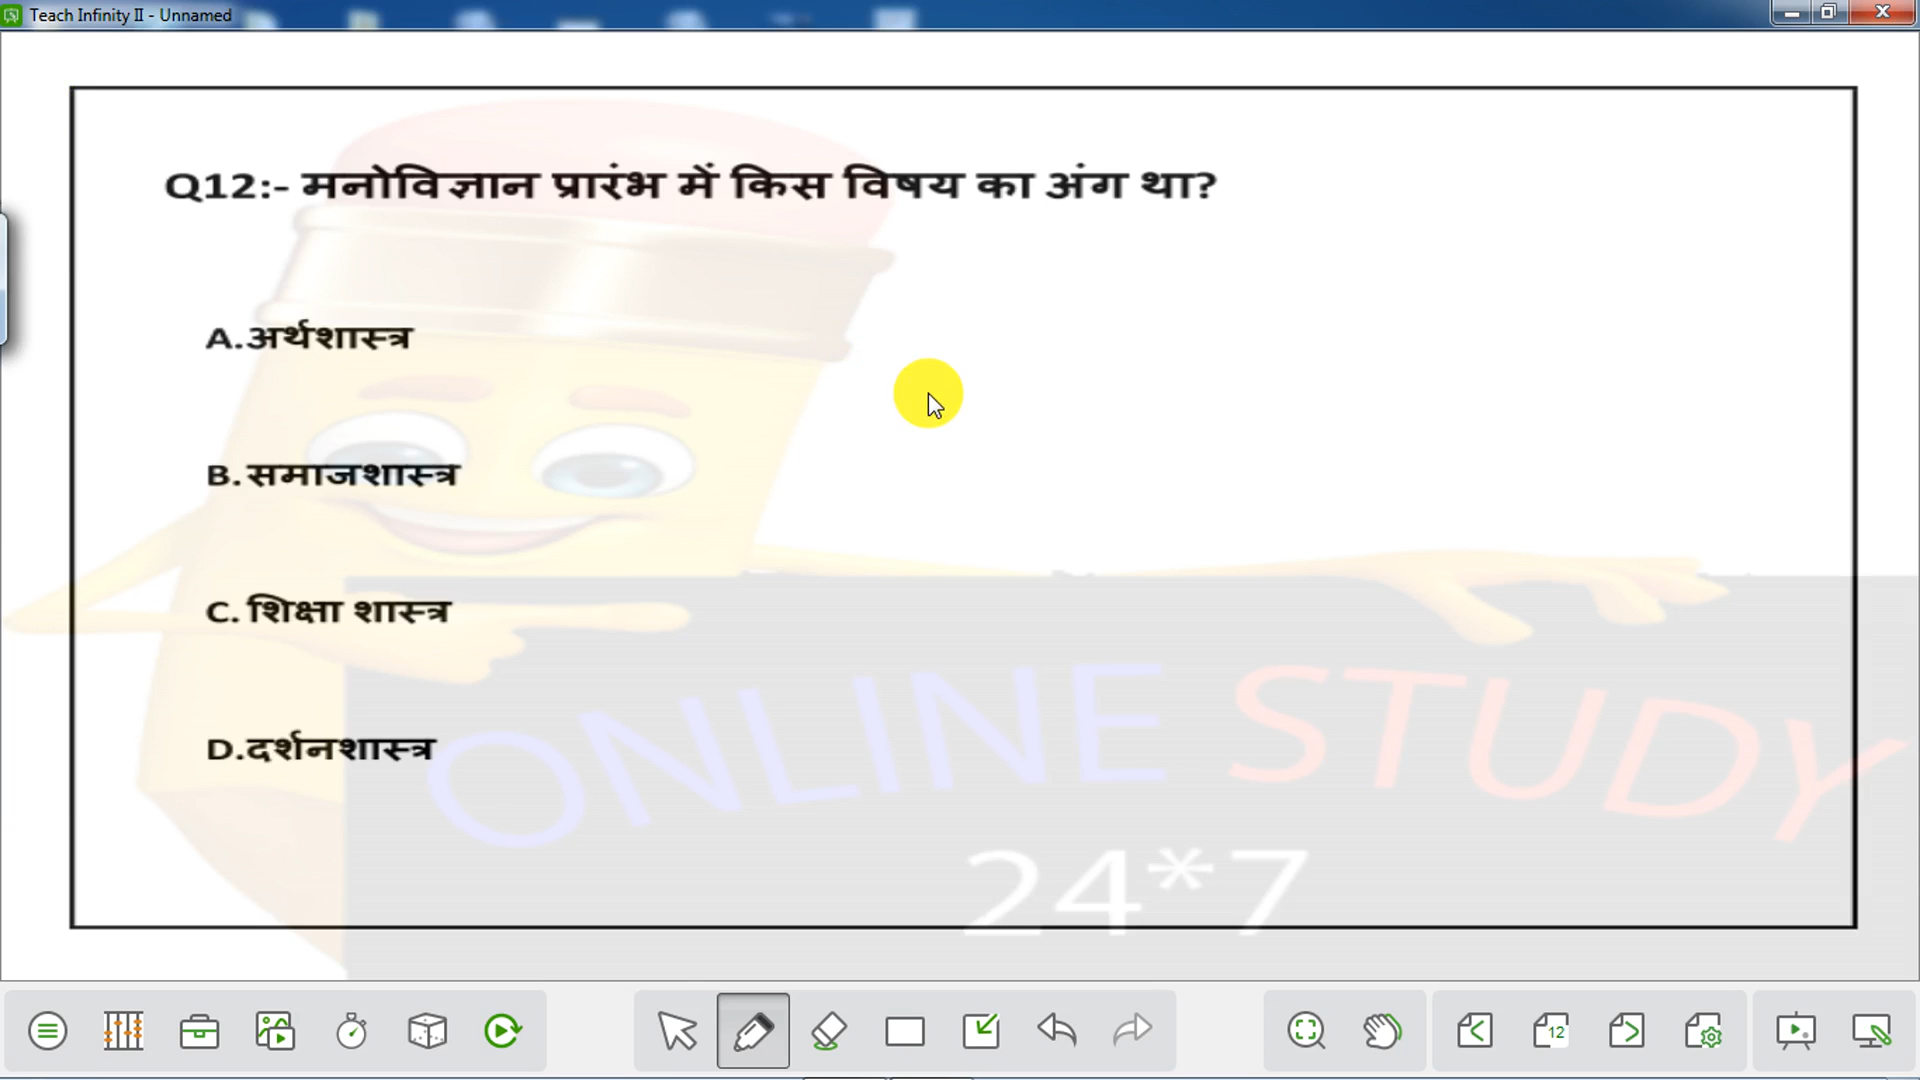 Teach Infinity II - Unnamed
Q12:- मनोविज्ञान प्रारंभ में किस विषय का अंग था?
A.अर्थशास्त्र
B.समाजशास्त्र
C. शिक्षा शास्त्र
D.दर्शनशास्त्र
ONLINE STUDY
24*7
12